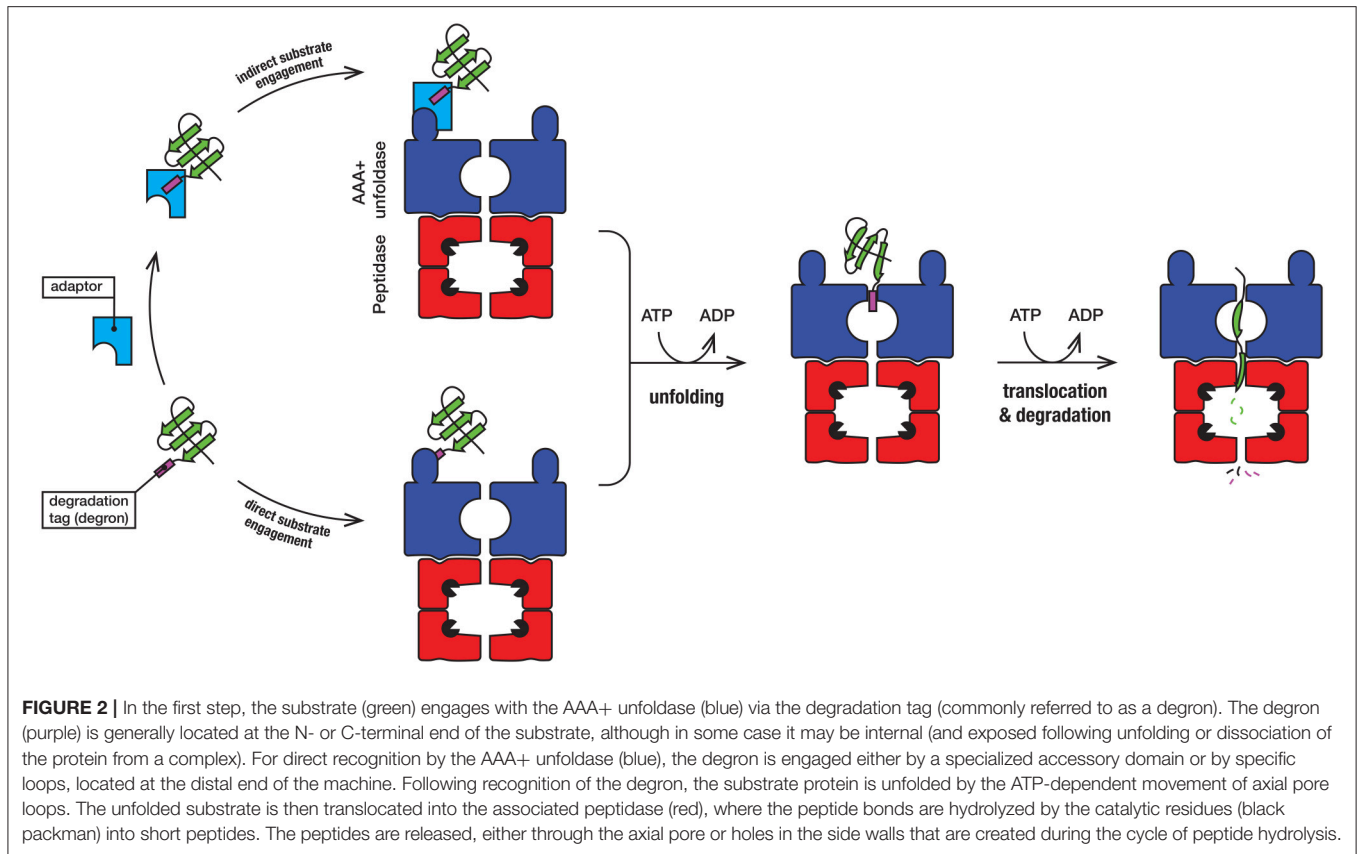 indirect substrate
engagement
AAA+
unfoldase
Peptidase
adaptor
degradation
tag (degron)
direct substrate
engagement
ATP ADP
unfolding
ATP ADP
translocation
& degradation
FIGURE 2 | In the first step, the substrate (green) engages with the AAA+ unfoldase (blue) via the degradation tag (commonly referred to as a degron). The degron
(purple) is generally located at the N- or C-terminal end of the substrate, although in some case it may be internal (and exposed following unfolding or dissociation of
the protein from a complex). For direct recognition by the AAA+ unfoldase (blue), the degron is engaged either by a specialized accessory domain or by specific
loops, located at the distal end of the machine. Following recognition of the degron, the substrate protein is unfolded by the ATP-dependent movement of axial pore
loops. The unfolded substrate is then translocated into the associated peptidase (red), where the peptide bonds are hydrolyzed by the catalytic residues (black
packman) into short peptides. The peptides are released, either through the axial pore or holes in the side walls that are created during the cycle of peptide hydrolysis.